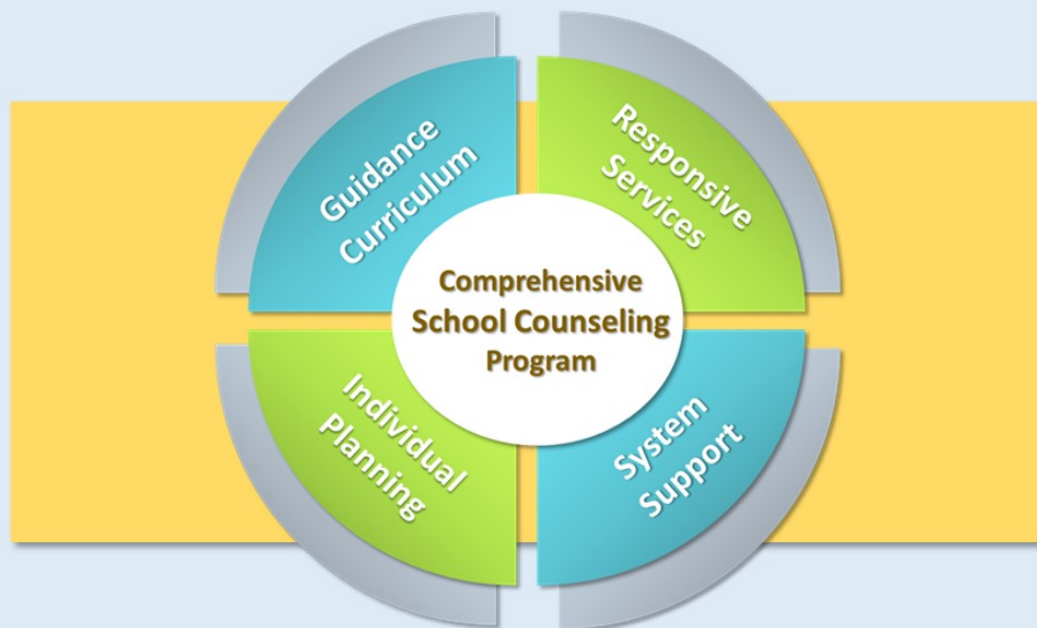 Guidance
Curriculum
Responsive
Services
Comprehensive
School Counseling
Program
Individual
Planning
System
Support